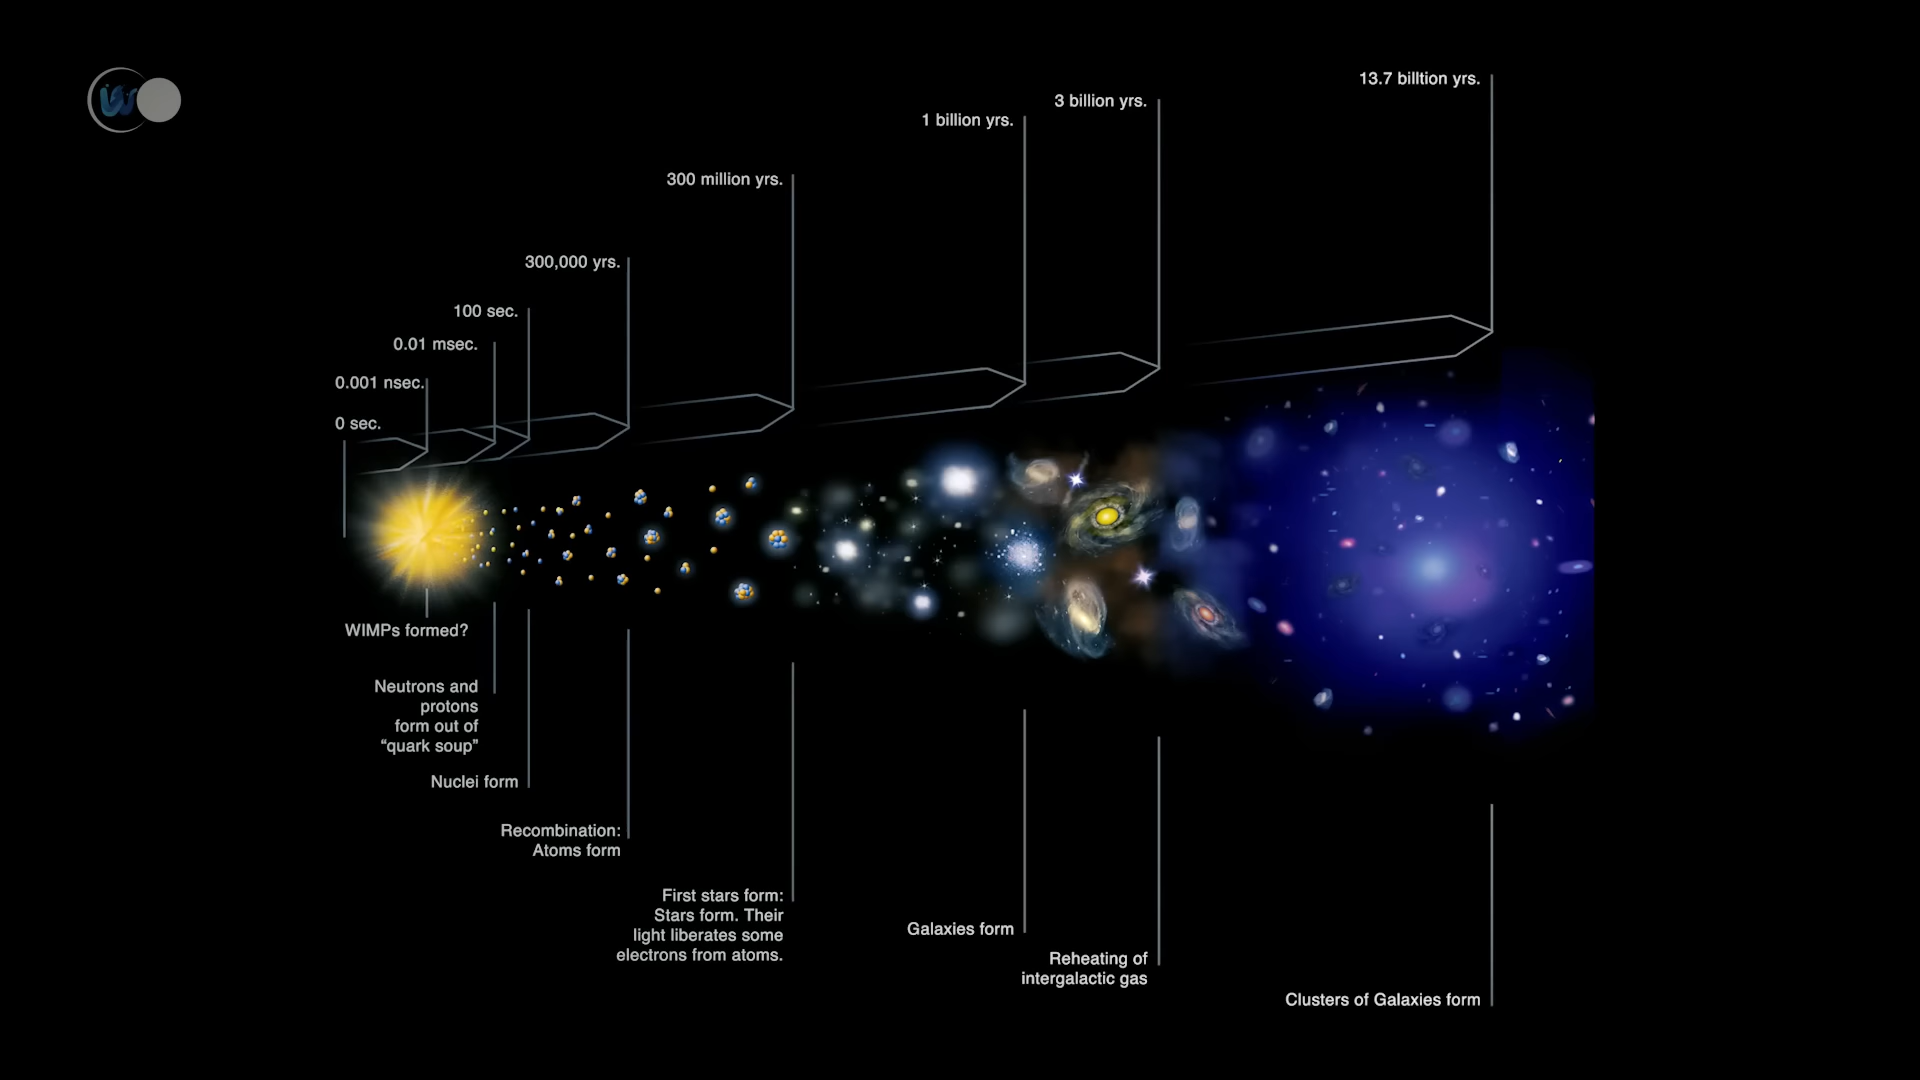 13.7 billtion yrs.
3 billion yrs.
1 billion yrs.
300 million yrs.
300,000 yrs.
100 sec.
0.01 msec.
0.001 nsec.
0 sec.
WIMPs formed?
Neutrons and
protons
form out of
“quark soup”
Nuclei form
Recombination:
Atoms form
First stars form:
Stars form. Their
light liberates some
electrons from atoms.
Galaxies form
Reheating of
intergalactic gas
Clusters of Galaxies form